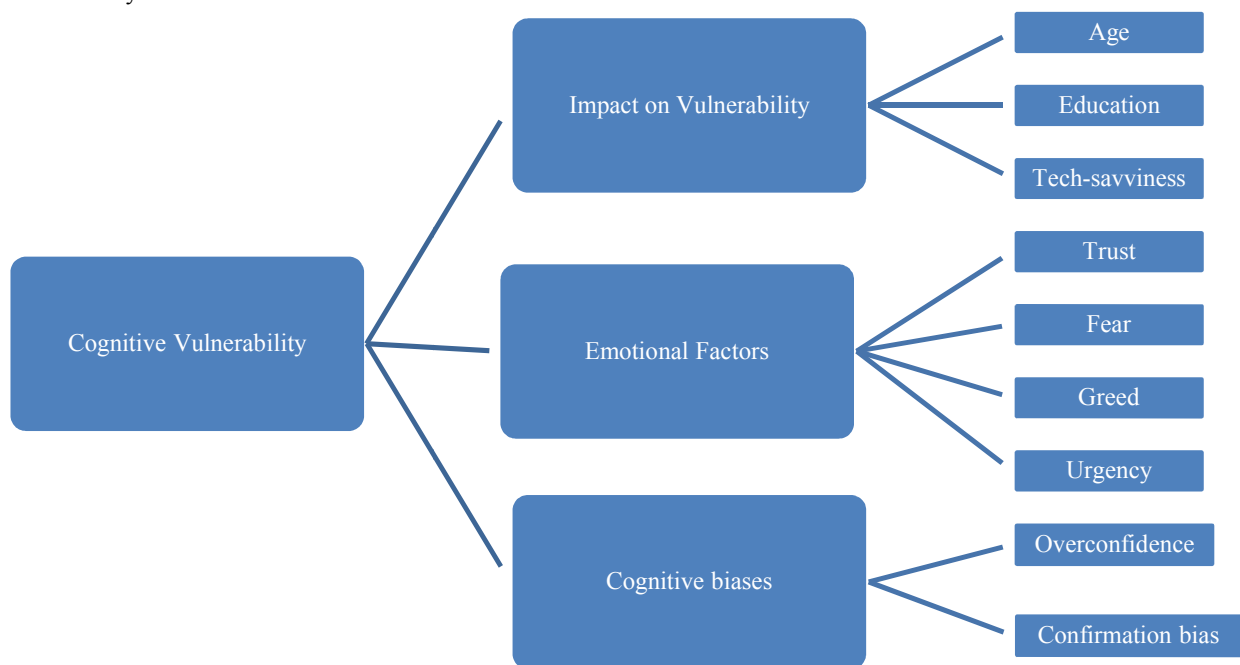 Cognitive Vulnerability
Impact on Vulnerability
Age
Education
Tech-savviness
Emotional Factors
Trust
Fear
Greed
Urgency
Cognitive biases
Overconfidence
Confirmation bias